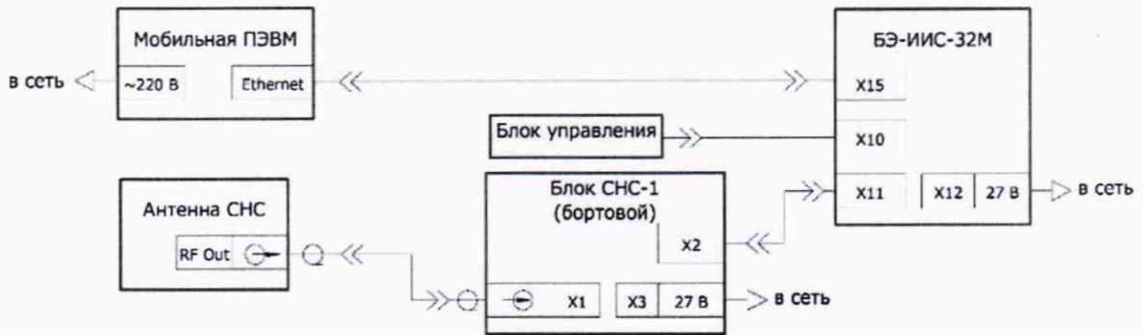 Мобильная ПЭВМ
БЭ-ИИС-32М
в сеть
~220 В
Ethernet
X15
Блок управления
X10
Блок СНС-1
(бортовой)
X11
X12
27 В
в сеть
Антенна СНС
RF Out
X2
X1
X3
27 В
в сеть